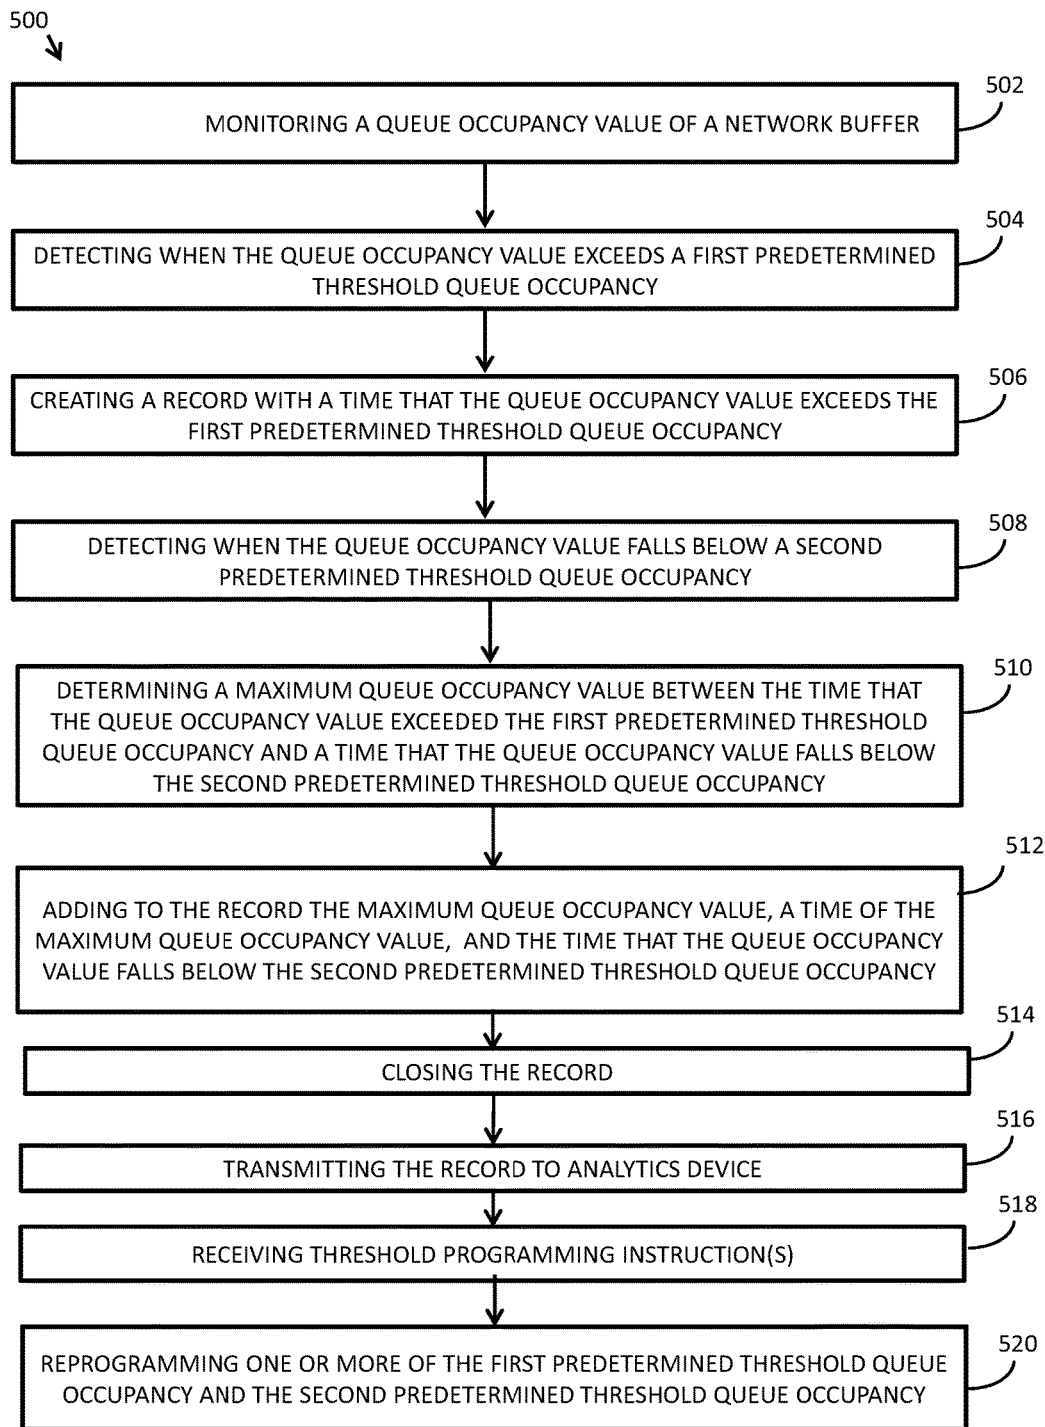 500
502
MONITORING A QUEUE OCCUPANCY VALUE OF A NETWORK BUFFER
504
DETECTING WHEN THE QUEUE OCCUPANCY VALUE EXCEEDS A FIRST PREDETERMINED
THRESHOLD QUEUE OCCUPANCY
506
CREATING A RECORD WITH A TIME THAT THE QUEUE OCCUPANCY VALUE EXCEEDS THE
FIRST PREDETERMINED THRESHOLD QUEUE OCCUPANCY
508
DETECTING WHEN THE QUEUE OCCUPANCY VALUE FALLS BELOW A SECOND
PREDETERMINED THRESHOLD QUEUE OCCUPANCY
510
DETERMINING A MAXIMUM QUEUE OCCUPANCY VALUE BETWEEN THE TIME THAT
THE QUEUE OCCUPANCY VALUE EXCEEDED THE FIRST PREDETERMINED THRESHOLD
QUEUE OCCUPANCY AND A TIME THAT THE QUEUE OCCUPANCY VALUE FALLS BELOW
THE SECOND PREDETERMINED THRESHOLD QUEUE OCCUPANCY
512
ADDING TO THE RECORD THE MAXIMUM QUEUE OCCUPANCY VALUE, A TIME OF THE
MAXIMUM QUEUE OCCUPANCY VALUE, AND THE TIME THAT THE QUEUE OCCUPANCY
VALUE FALLS BELOW THE SECOND PREDETERMINED THRESHOLD QUEUE OCCUPANCY
514
CLOSING THE RECORD
516
TRANSMITTING THE RECORD TO ANALYTICS DEVICE
518
RECEIVING THRESHOLD PROGRAMMING INSTRUCTION(S)
520
REPROGRAMMING ONE OR MORE OF THE FIRST PREDETERMINED THRESHOLD QUEUE
OCCUPANCY AND THE SECOND PREDETERMINED THRESHOLD QUEUE OCCUPANCY